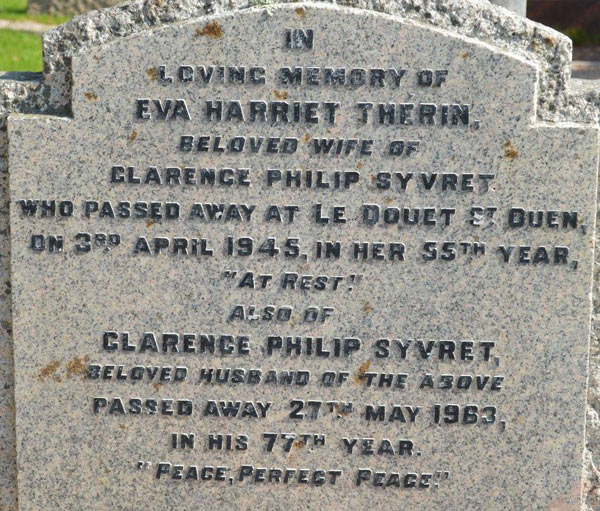 IN
LOVING MEMORY OF
EVA HARRIET THERIN,
BELOVED WIFE OF
CLARENCE PHILIP SYVRET
WHO PASSED AWAY AT LE DOUET ST OUEN,
ON 3RD APRIL 1945, IN HER 55TH YEAR,
"AT REST."
ALSO OF
CLARENCE PHILIP SYVRET,
BELOVED HUSBAND OF THE ABOVE
PASSED AWAY 27TH MAY 1963,
IN HIS 77TH YEAR.
"PEACE, PERFECT PEACE."